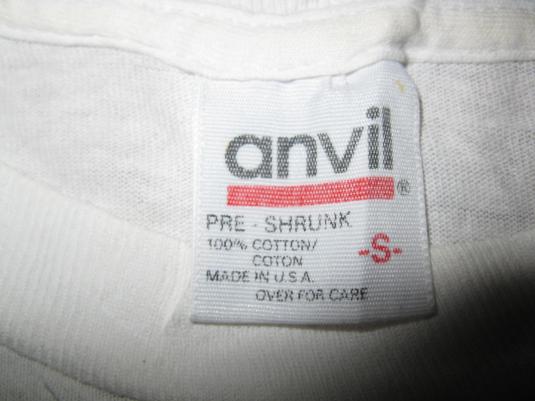 anvil®
PRE - SHRUNK
100% COTTON/
COTON
-S-
MADE IN U.S.A.
OVER FOR CARE